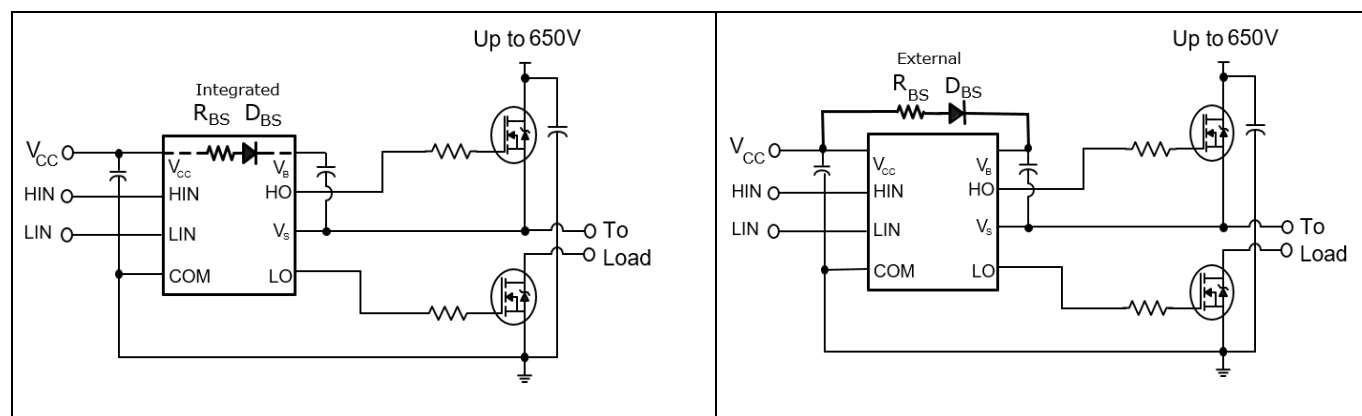 Up to 650V
Integrated
RBS DBS
VCC
VCC
VB
HIN
HIN
HO
LIN
LIN
VS
To
Load
COM
LO
Up to 650V
External
RBS DBS
VCC
VCC
VB
HIN
HIN
HO
LIN
LIN
VS
To
Load
COM
LO